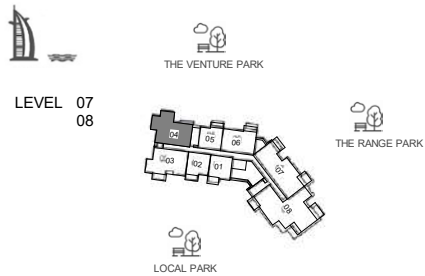 THE VENTURE PARK
LEVEL 07
08
THE RANGE PARK
04
05
06
03
02
01
07
08
LOCAL PARK